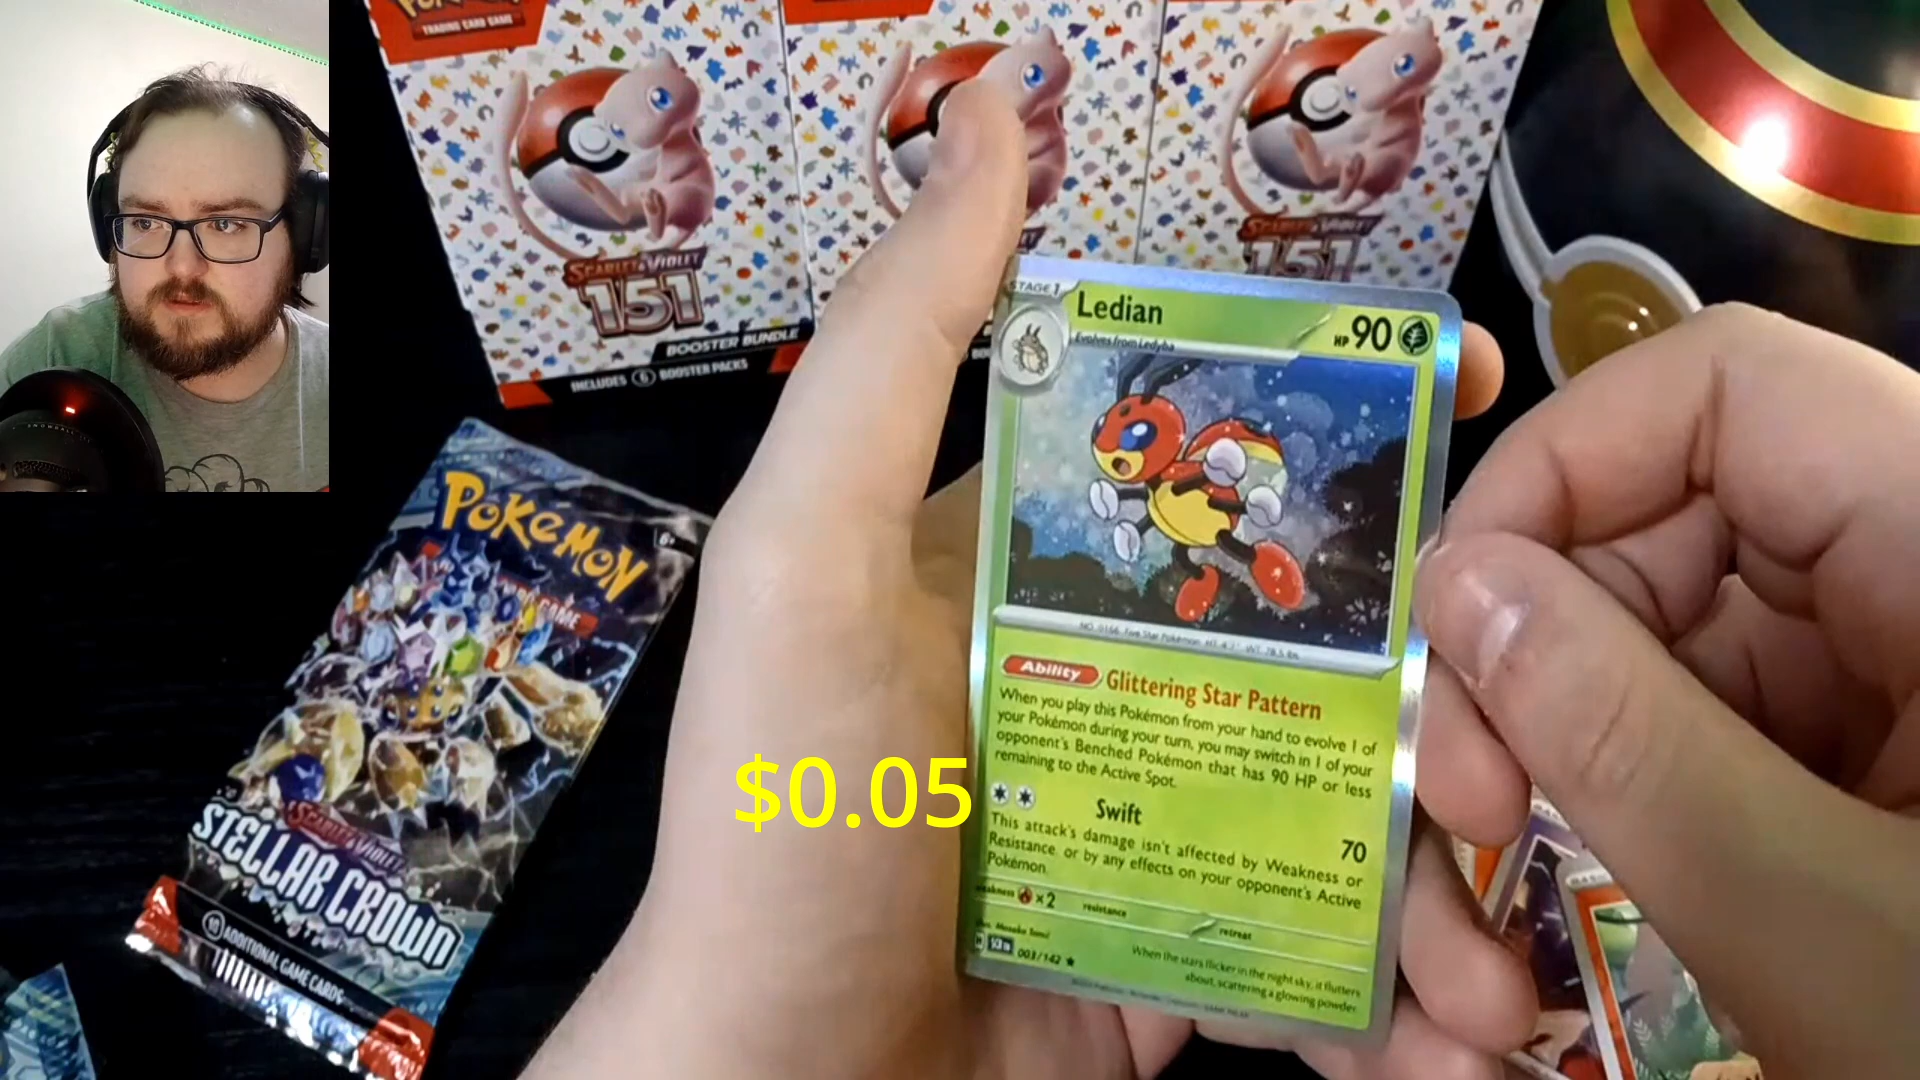 TRADING CARD GAME
SCARLET & VIOLET
151
BOOSTER BUNDLE
INCLUDES 6 BOOSTER PACKS
SCARLET & VIOLET
151
POKéMON
STELLAR CROWN
10 ADDITIONAL GAME CARDS
$0.05
STAGE 1
Ledian
HP 90
Evolves from Ledyba
Ability Glittering Star Pattern
When you play this Pokémon from your hand to evolve 1 of
your Pokémon during your turn, you may switch in 1 of your
opponent's Benched Pokémon that has 90 HP or less
remaining to the Active Spot.
Swift
70
This attack's damage isn't affected by Weakness or
Resistance, or by any effects on your opponent's Active
Pokémon.
weakness ×2 resistance retreat
003/142 ★
When the stars flicker in the night sky, it flutters
about, scattering a glowing powder.